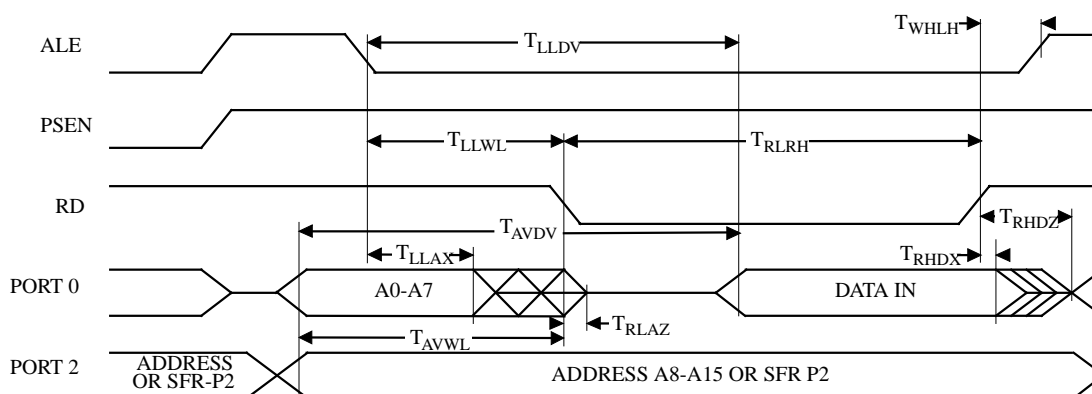 ALE
T_WHLH
T_LLDV
PSEN
T_LLWL
T_RLRH
RD
T_AVDV
T_RHDZ
T_LLAX
T_RHDX
PORT 0
A0-A7
DATA IN
T_RLAZ
T_AVWL
PORT 2
ADDRESS
OR SFR-P2
ADDRESS A8-A15 OR SFR P2